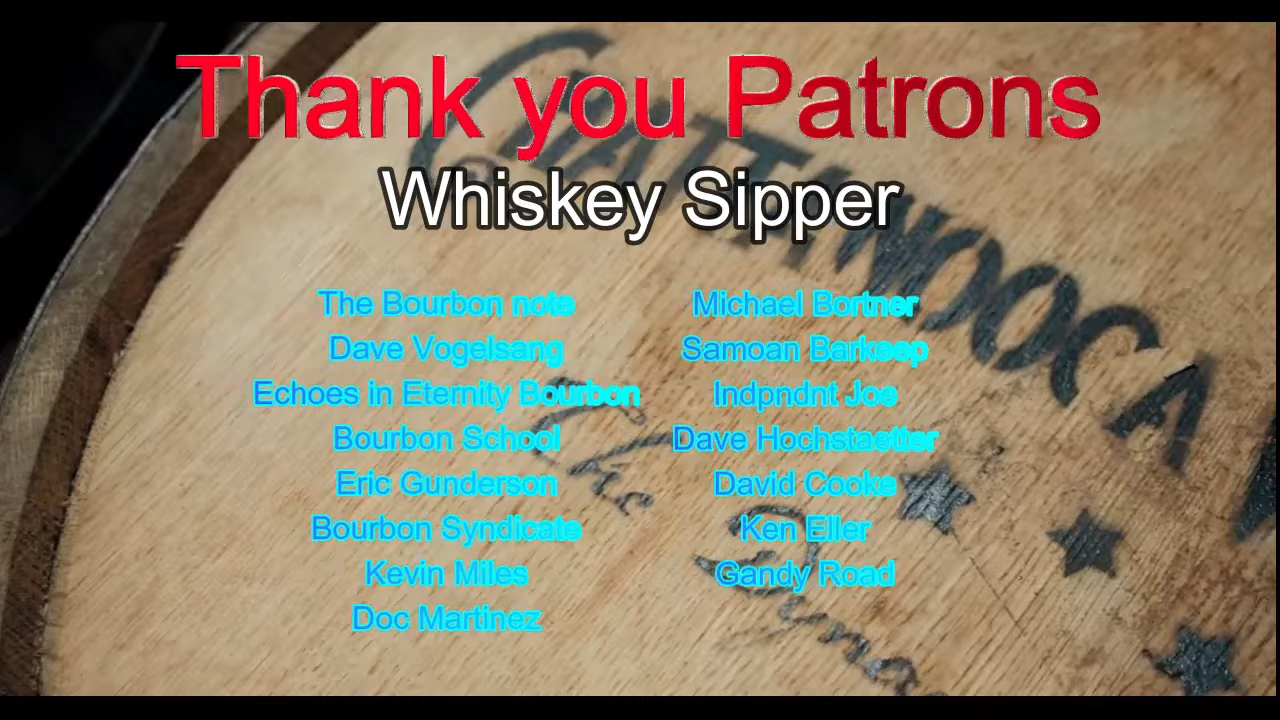 Thank you Patrons
Whiskey Sipper
The Bourbon note
Dave Vogelsang
Echoes in Eternity Bourbon
Bourbon School
Eric Gunderson
Bourbon Syndicate
Kevin Miles
Doc Martinez
Michael Bortner
Samoan Barkeep
Indpndnt Joe
Dave Hochstaetter
David Cooke
Ken Eller
Gandy Road
CHATTANOOGA
The